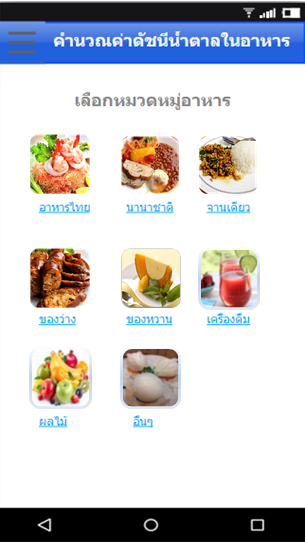 คำนวณค่าดัชนีน้ำตาลในอาหาร
เลือกหมวดหมู่อาหาร
อาหารไทย นานาชาติ จานเดียว
ของว่าง ของหวาน เครื่องดื่ม
ผลไม้ อื่นๆ